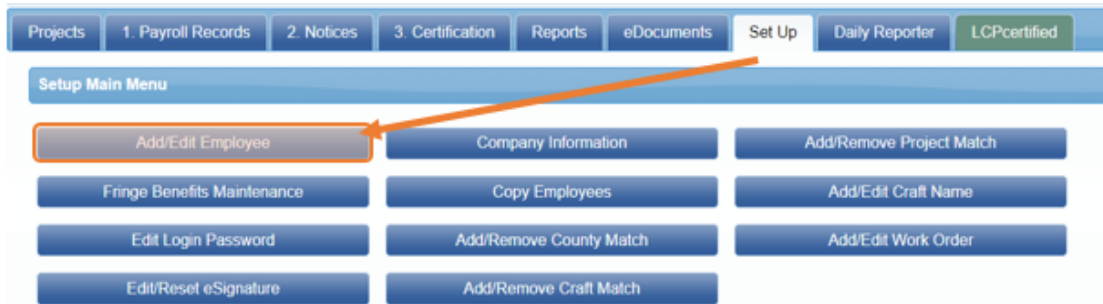 Projects 1. Payroll Records 2. Notices 3. Certification Reports eDocuments Set Up Daily Reporter LCPcertified
Setup Main Menu
Add/Edit Employee Company Information Add/Remove Project Match
Fringe Benefits Maintenance Copy Employees Add/Edit Craft Name
Edit Login Password Add/Remove County Match Add/Edit Work Order
Edit/Reset eSignature Add/Remove Craft Match